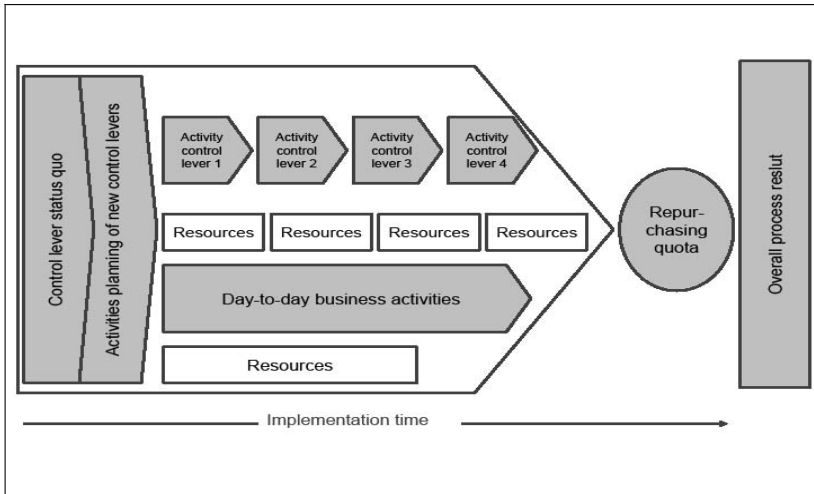 Control lever status quo
Activities planning of new control levers
Activity
control
lever 1
Activity
control
lever 2
Activity
control
lever 3
Activity
control
lever 4
Resources
Resources
Resources
Resources
Day-to-day business activities
Resources
Repur-
chasing
quota
Overall process reslut
Implementation time